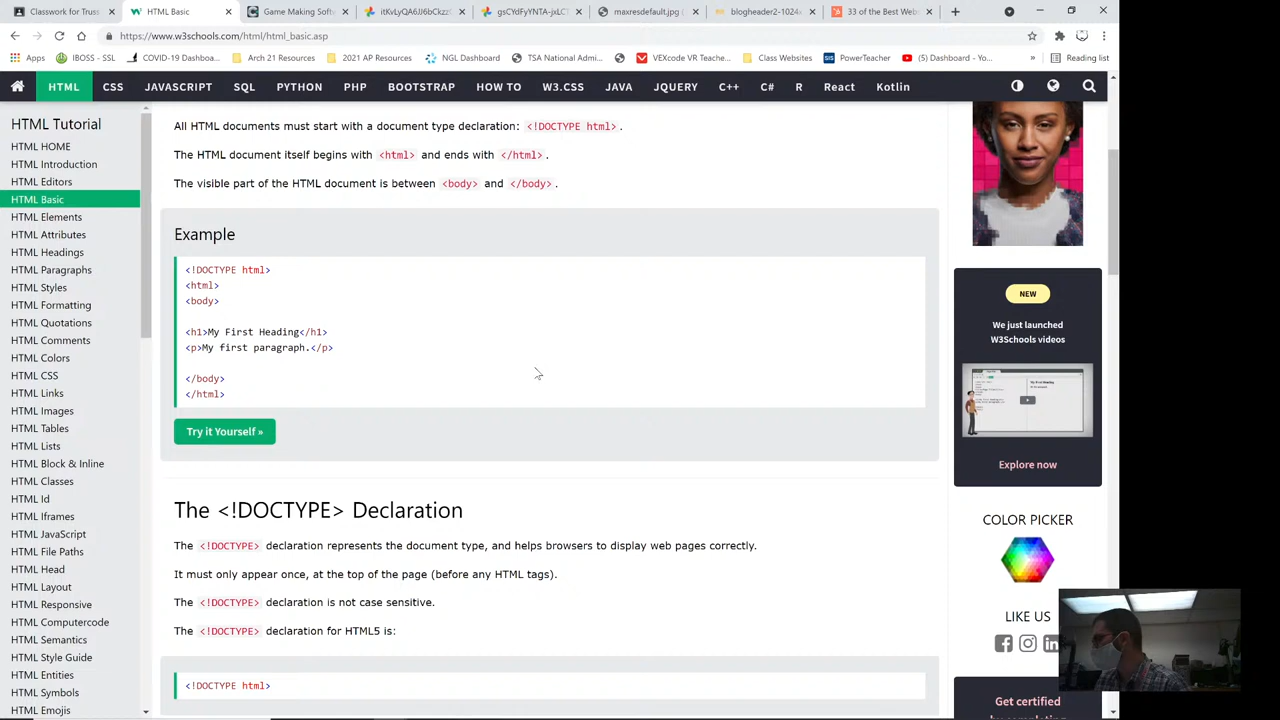 Classwork for Truss
HTML Basic
Game Making Softw
itKvLyQA6JJ6bCkzzS
gsCYdFyYNTA-jxLCT
maxresdefault.jpg (
blogheader2-1024x
33 of the Best Webs
https://www.w3schools.com/html/html_basic.asp
Apps
IBOSS - SSL
COVID-19 Dashboa...
Arch 21 Resources
2021 AP Resources
NGL Dashboard
TSA National Admi...
VEXcode VR Teache...
Class Websites
PowerTeacher
(5) Dashboard - Yo...
»
Reading list
HTML
CSS
JAVASCRIPT
SQL
PYTHON
PHP
BOOTSTRAP
HOW TO
W3.CSS
JAVA
JQUERY
C++
C#
R
React
Kotlin
HTML Tutorial
HTML HOME
HTML Introduction
HTML Editors
HTML Basic
HTML Elements
HTML Attributes
HTML Headings
HTML Paragraphs
HTML Styles
HTML Formatting
HTML Quotations
HTML Comments
HTML Colors
HTML CSS
HTML Links
HTML Images
HTML Tables
HTML Lists
HTML Block & Inline
HTML Classes
HTML Id
HTML Iframes
HTML JavaScript
HTML File Paths
HTML Head
HTML Layout
HTML Responsive
HTML Computercode
HTML Semantics
HTML Style Guide
HTML Entities
HTML Symbols
HTML Emojis
All HTML documents must start with a document type declaration: <!DOCTYPE html>.
The HTML document itself begins with <html> and ends with </html>.
The visible part of the HTML document is between <body> and </body>.
Example
<!DOCTYPE html>
<html>
<body>
<h1>My First Heading</h1>
<p>My first paragraph.</p>
</body>
</html>
Try it Yourself »
The <!DOCTYPE> Declaration
The <!DOCTYPE> declaration represents the document type, and helps browsers to display web pages correctly.
It must only appear once, at the top of the page (before any HTML tags).
The <!DOCTYPE> declaration is not case sensitive.
The <!DOCTYPE> declaration for HTML5 is:
<!DOCTYPE html>
NEW
We just launched
W3Schools videos
Explore now
COLOR PICKER
LIKE US
Get certified